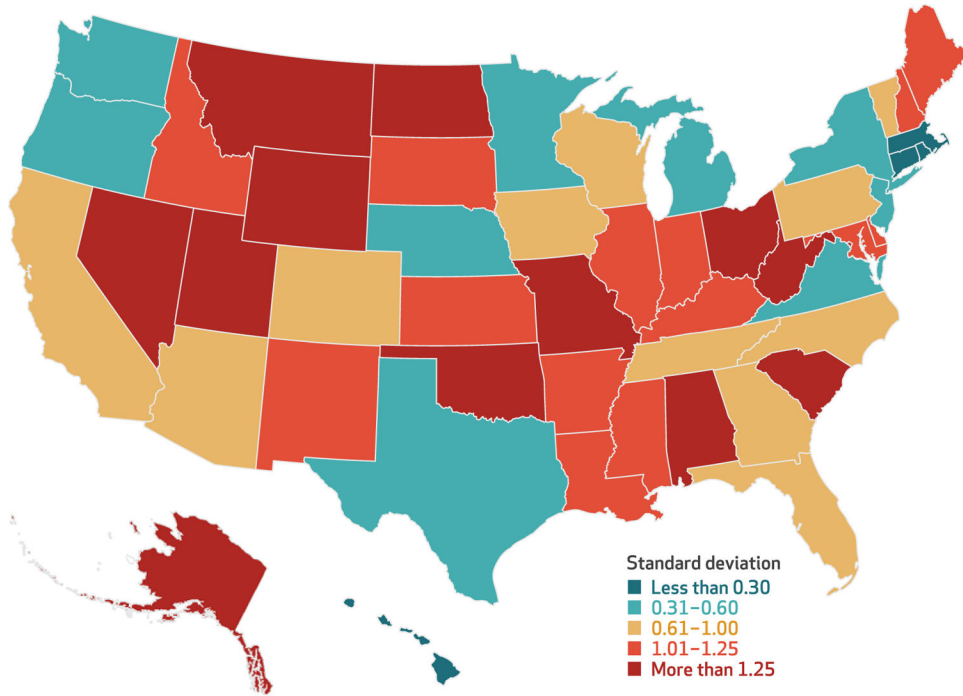 Standard deviation
Less than 0.30
0.31–0.60
0.61–1.00
1.01–1.25
More than 1.25